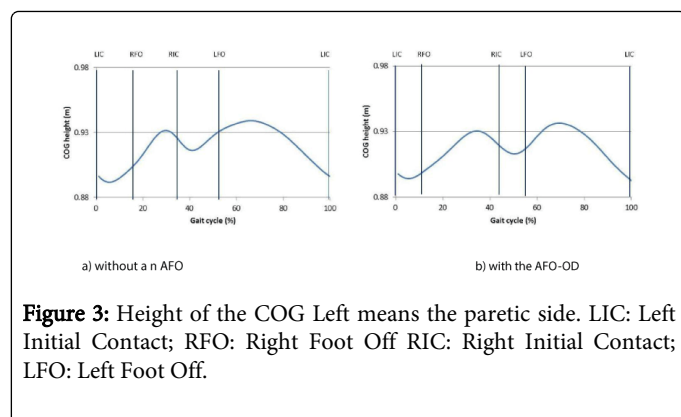 LIC RFO RIC LFO LIC
0.98
0.93
0.88
COG height (m)
0 20 40 60 80 100
Gait cycle (%)
a) without a n AFO
LIC RFO RIC LFO LIC
0.98
0.93
0.88
COG height (m)
0 20 40 60 80 100
Gait cycle (%)
b) with the AFO-OD
Figure 3: Height of the COG Left means the paretic side. LIC: Left
Initial Contact; RFO: Right Foot Off RIC: Right Initial Contact;
LFO: Left Foot Off.